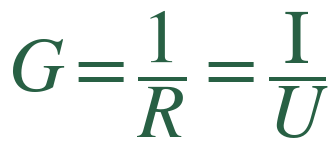 G = 1/R = I/U